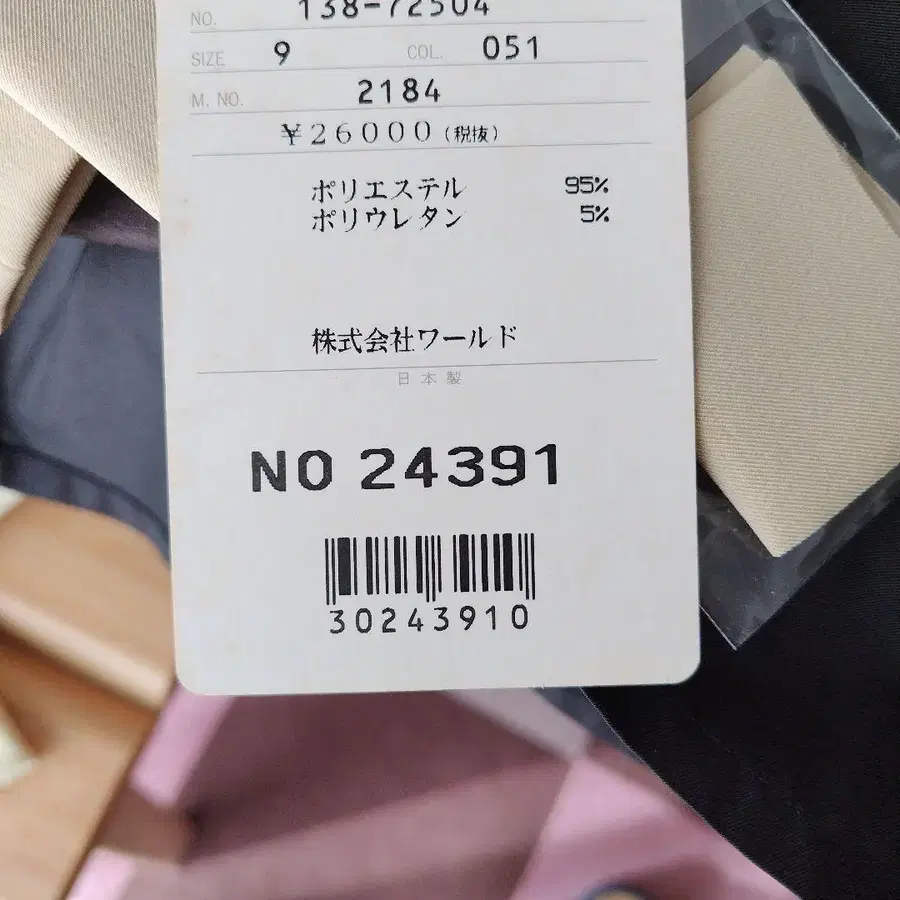 NO. 138-72504
SIZE 9 COL. 051
M. NO. 2184
¥26000(税抜)
ポリエステル 95%
ポリウレタン 5%
株式会社ワールド
日本製
NO 24391
30243910